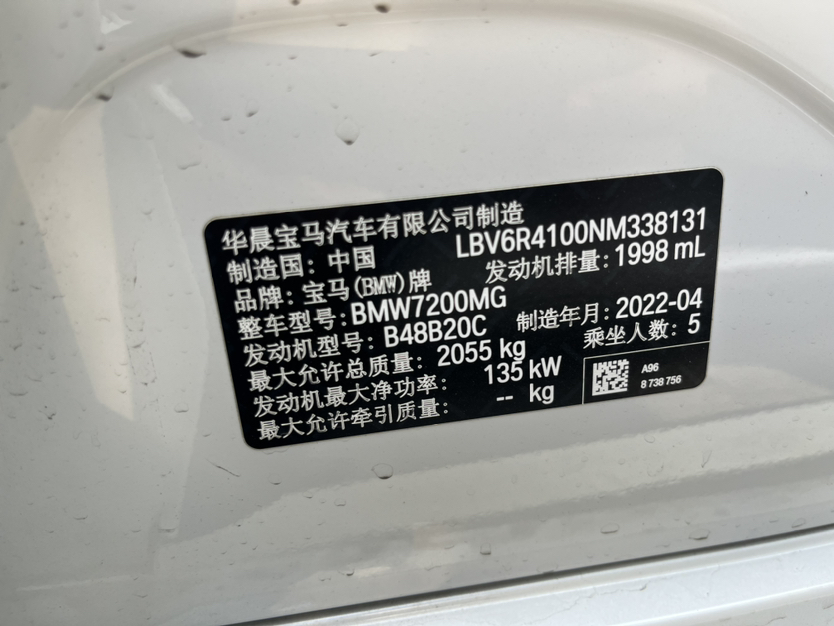 华晨宝马汽车有限公司制造
制造国：中国 LBV6R4100NM338131
品牌：宝马(BMW)牌 发动机排量：1998 mL
整车型号：BMW7200MG
发动机型号：B48B20C 制造年月：2022-04
最大允许总质量：2055 kg 乘坐人数：5
发动机最大净功率：135 kW
最大允许牵引质量：-- kg
A96
8 738 756